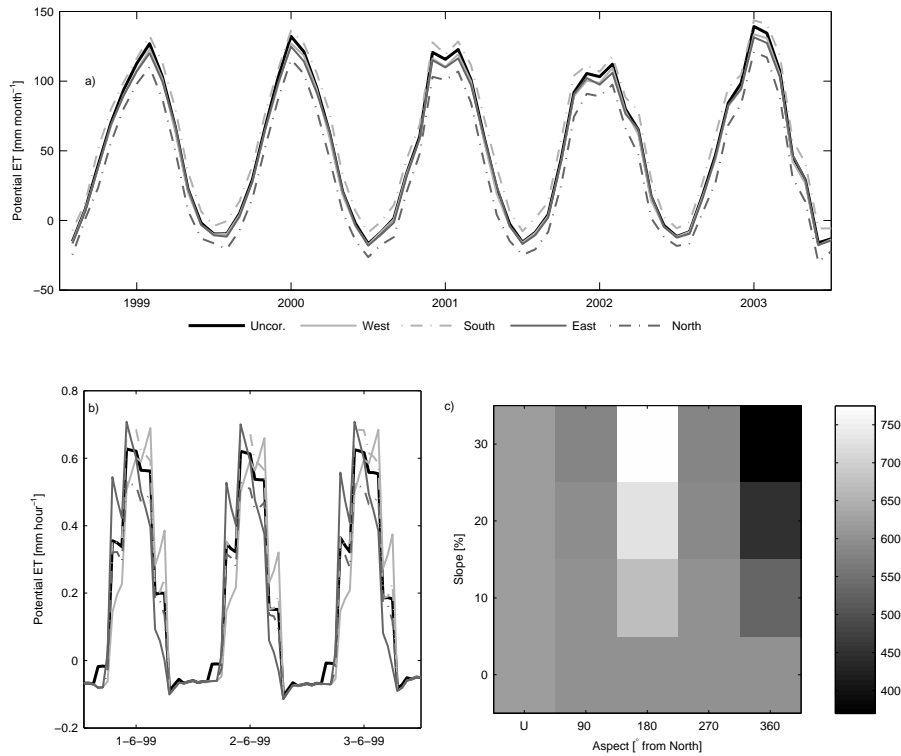 150
100
50
0
−50
Potential ET [mm month⁻¹]
a)
1999 2000 2001 2002 2003
Uncor. West South East North
0.8
0.6
0.4
0.2
0
−0.2
Potential ET [mm hour⁻¹]
b)
1−6−99 2−6−99 3−6−99
c)
30
20
10
0
Slope [%]
U 90 180 270 360
Aspect [° from North]
750
700
650
600
550
500
450
400